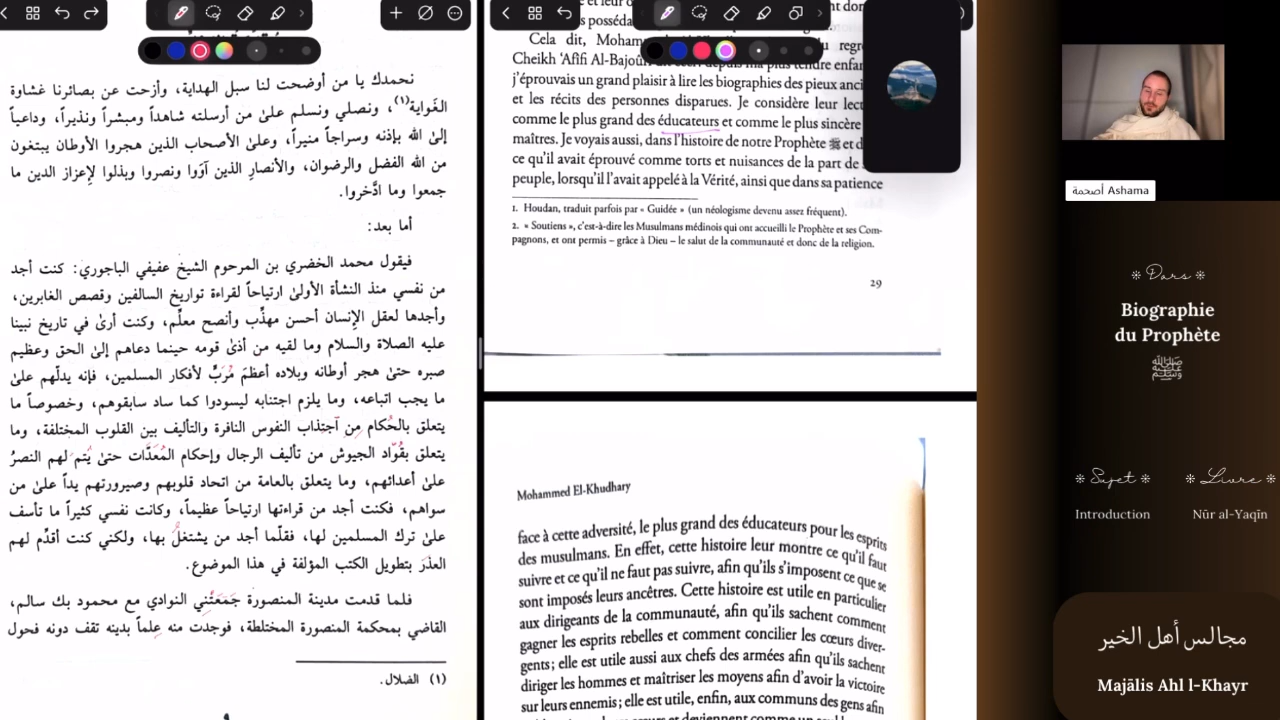 نحمدك يا من أوضحت لنا سبل الهداية، وأزحت عن بصائرنا غشاوة
الغواية(١)، ونصلي ونسلم على من أرسلته شاهداً ومبشراً ونذيراً، وداعياً
إلى الله بإذنه وسراجاً منيراً، وعلى الأصحاب الذين هجروا الأوطان يبتغون
من الله الفضل والرضوان، والأنصارِ الذين آوَوا ونصروا وبذلوا لإعزاز الدين ما
جمعوا وما ادَّخروا.
أما بعد:
فيقول محمد الخضري بن المرحوم الشيخ عفيفي الباجوري: كنت أجد
من نفسي منذ النشأة الأولى ارتياحاً لقراءة تواريخ السالفين وقصص الغابرين،
وأجدها لعقل الإنسان أحسن مهذِّب وأنصح معلِّم، وكنت أرى في تاريخ نبينا
عليه الصلاة والسلام وما لقيه من أذى قومه حينما دعاهم إلى الحق وعظيم
صبره حتى هجر أوطانه وبلاده أعظمَ مُرَبٍّ لأفكار المسلمين، فإنه يدلّهم على
ما يجب اتباعه، وما يلزم اجتنابه ليسودوا كما ساد سابقوهم، وخصوصاً ما
يتعلق بالحُكام مِن آجتذاب النفوس النافرة والتأليف بين القلوب المختلفة، وما
يتعلق بقُوّاد الجيوش من تأليف الرجال وإحكام المُعَدَّات حتى يُتم لهم النصرُ
على أعدائهم، وما يتعلق بالعامة من اتحاد قلوبهم وصيرورتهم يداً على من
سواهم، فكنت أجد من قراءتها ارتياحاً عظيماً، وكانت نفسي كثيراً ما تأسف
على ترك المسلمين لها، فقلّما أجد من يشتغلُ بها، ولكني كنت أقدِّم لهم
العذرَ بتطويل الكتب المؤلفة في هذا الموضوع.
فلما قدمت مدينة المنصورة جَمَعَتْني النوادي مع محمود بك سالم،
القاضي بمحكمة المنصورة المختلطة، فوجدت منه عِلماً بدينه تقف دونه فحول
(١) الضلال.
Cela dit, Moham
Cheikh ʻAfîfi Al-Bajoûri
j'éprouvais un grand plaisir à lire les biographies des pieux anci
et les récits des personnes disparues. Je considère leur lect
comme le plus grand des éducateurs et comme le plus sincère
maîtres. Je voyais aussi, dans l'histoire de notre Prophète ﷺ et d
ce qu'il avait éprouvé comme torts et nuisances de la part de
peuple, lorsqu'il l'avait appelé à la Vérité, ainsi que dans sa patience
1. Houdan, traduit parfois par « Guidée » (un néologisme devenu assez fréquent).
2. « Soutiens », c'est-à-dire les Musulmans médinois qui ont accueilli le Prophète et ses Com-
pagnons, et ont permis – grâce à Dieu – le salut de la communauté et donc de la religion.
29
Mohammed El-Khudhary
face à cette adversité, le plus grand des éducateurs pour les esprits
des musulmans. En effet, cette histoire leur montre ce qu'il faut
suivre et ce qu'il ne faut pas suivre, afin qu'ils s'imposent ce que se
sont imposés leurs ancêtres. Cette histoire est utile en particulier
aux dirigeants de la communauté, afin qu'ils sachent comment
gagner les esprits rebelles et comment concilier les cœurs diver-
gents ; elle est utile aussi aux chefs des armées afin qu'ils sachent
diriger les hommes et maîtriser les moyens afin d'avoir la victoire
sur leurs ennemis ; elle est utile, enfin, aux communs des gens afin
أصحمة Ashama
Dars
Biographie
du Prophète
ﷺ
Sujet
Introduction
Livre
Nūr al-Yaqīn
مجالس أهل الخير
Majālis Ahl l-Khayr